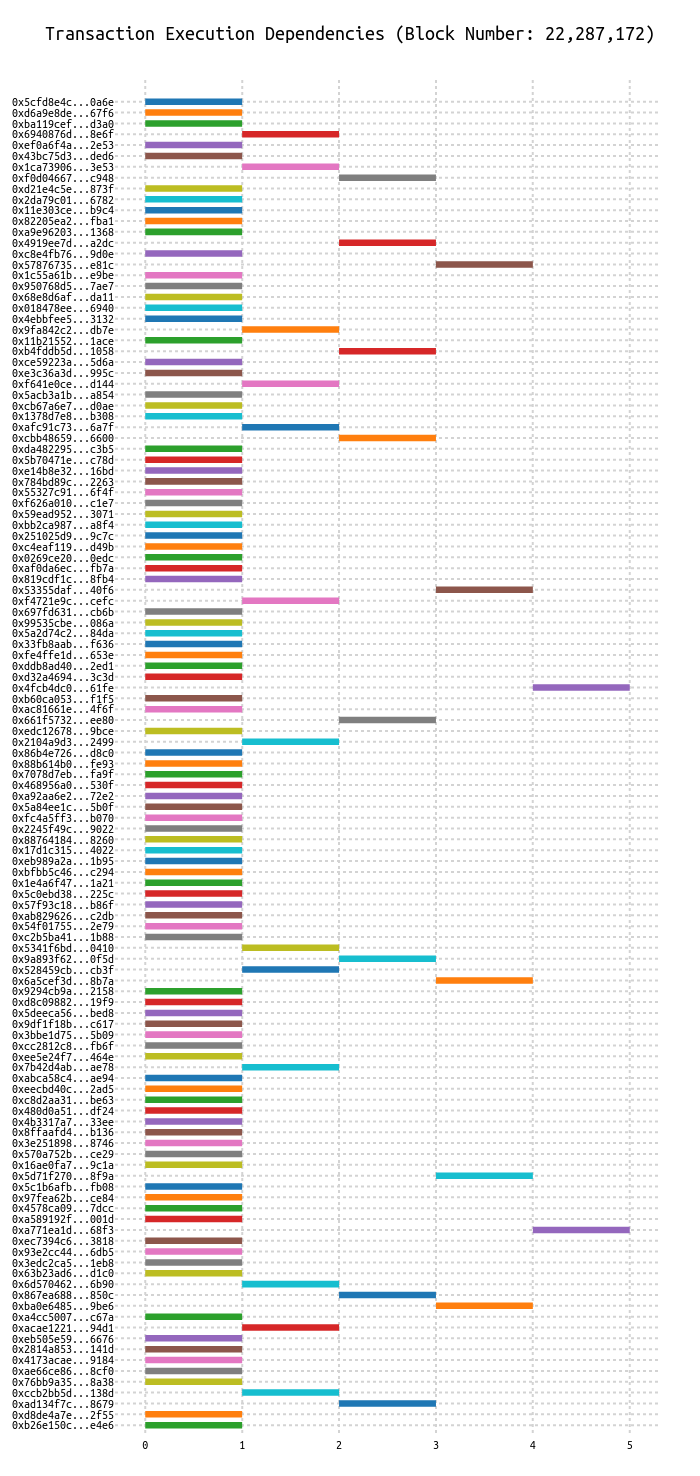 Transaction Execution Dependencies (Block Number: 22,287,172)
0x5cfd8e4c...0a6e
0xd6a9e8de...67f6
0xba119cef...d3a0
0x6940876d...8e6f
0xef0a6f4a...2e53
0x43bc75d3...ded6
0x1ca73906...3e53
0xf0d04667...c948
0xd21e4c5e...873f
0x2da79c01...6782
0x11e303ce...b9c4
0x82205ea2...fba1
0xa9e96203...1368
0x4919ee7d...a2dc
0xc8e4fb76...9d0e
0x57876735...e81c
0x1c55a61b...e9be
0x950768d5...7ae7
0x68e8d6af...da11
0x018478ee...6940
0x4ebbfee5...3132
0x9fa842c2...db7e
0x11b21552...1ace
0xb4fddb5d...1058
0xce59223a...5d6a
0xe3c36a3d...995c
0xf641e0ce...d144
0x5acb3a1b...a854
0xcb67a6e7...d0ae
0x1378d7e8...b308
0xafc91c73...6a7f
0xcbb48659...6600
0xda482295...c3b5
0x5b70471e...c78d
0xe14b8e32...16bd
0x784bd89c...2263
0x55327c91...6f4f
0xf626a010...c1e7
0x59ead952...3071
0xbb2ca987...a8f4
0x251025d9...9c7c
0xc4eaf119...d49b
0x0269ce20...0edc
0xaf0da6ec...fb7a
0x819cdf1c...8fb4
0x53355daf...40f6
0xf4721e9c...cefc
0x697fd631...cb6b
0x99535cbe...086a
0x5a2d74c2...84da
0x33fb8aab...f636
0xfe4ffe1d...653e
0xddb8ad40...2ed1
0xd32a4694...3c3d
0x4fcb4dc0...61fe
0xb60ca053...f1f5
0xac81661e...4f6f
0x661f5732...ee80
0xedc12678...9bce
0x2104a9d3...2499
0x86b4e726...d8c0
0x88b614b0...fe93
0x7078d7eb...fa9f
0x468956a0...530f
0xa92aa6e2...72e2
0x5a84ee1c...5b0f
0xfc4a5ff3...b070
0x2245f49c...9022
0x88764184...8260
0x17d1c315...4022
0xeb989a2a...1b95
0xbfbb5c46...c294
0x1e4a6f47...1a21
0x5c0ebd38...225c
0x57f93c18...b86f
0xab829626...c2db
0x54f01755...2e79
0xc2b5ba41...1b88
0x5341f6bd...0410
0x9a893f62...0f5d
0x528459cb...cb3f
0x6a5cef3d...8b7a
0x9294cb9a...2158
0xd8c09882...19f9
0x5deeca56...bed8
0x9df1f18b...c617
0x3bbe1d75...5b09
0xcc2812c8...fb6f
0xee5e24f7...464e
0x7b42d4ab...ae78
0xabca58c4...ae94
0xeecbd40c...2ad5
0xc8d2aa31...be63
0x480d0a51...df24
0x4b3317a7...33ee
0x8ffaafd4...b136
0x3e251898...8746
0x570a752b...ce29
0x16ae0fa7...9c1a
0x5d71f270...8f9a
0x5c1b6afb...fb08
0x97fea62b...ce84
0x4578ca09...7dcc
0xa589192f...001d
0xa771ea1d...68f3
0xec7394c6...3818
0x93e2cc44...6db5
0x3edc2ca5...1eb8
0x63b23ad6...d1c0
0x6d570462...6b90
0x867ea688...850c
0xba0e6485...9be6
0xa4cc5007...c67a
0xacae1221...94d1
0xeb505e59...6676
0x2814a853...141d
0x4173acae...9184
0xae66ce86...8cf0
0x76bb9a35...8a38
0xccb2bb5d...138d
0xad134f7c...8679
0xd8de4a7e...2f55
0xb26e150c...e4e6
0 1 2 3 4 5